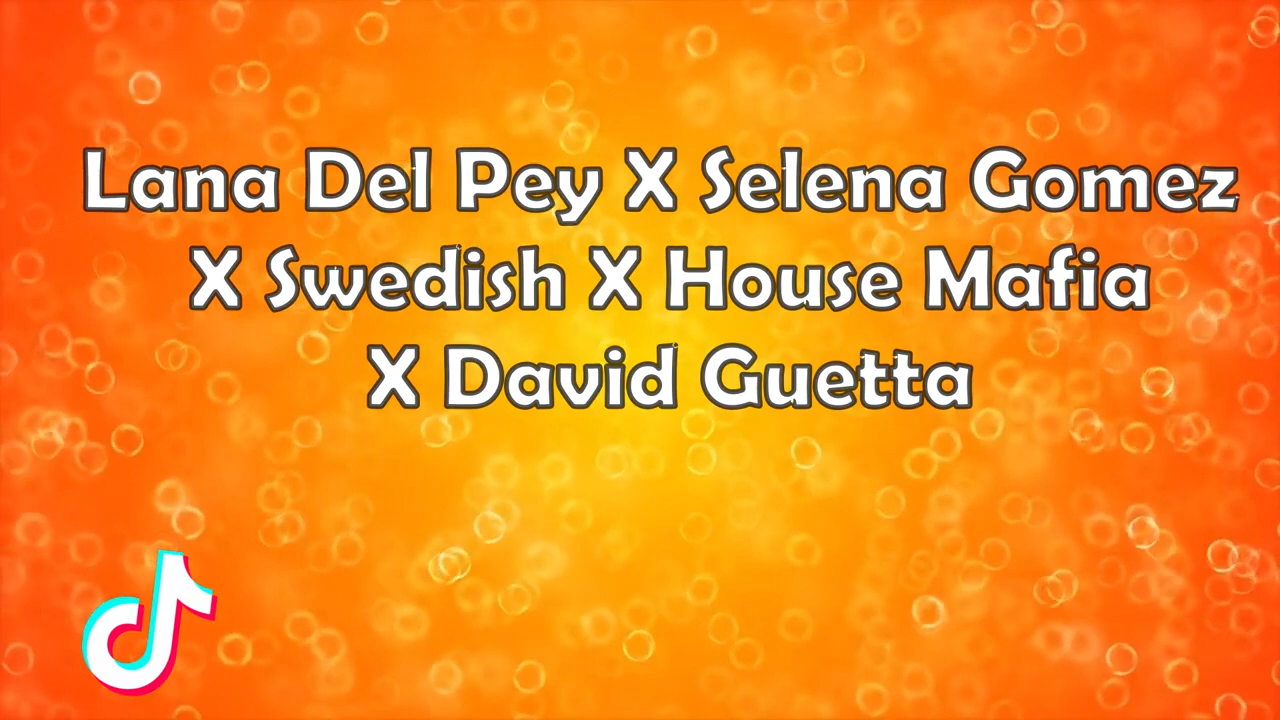 Lana Del Pey X Selena Gomez
X Swedish X House Mafia
X David Guetta